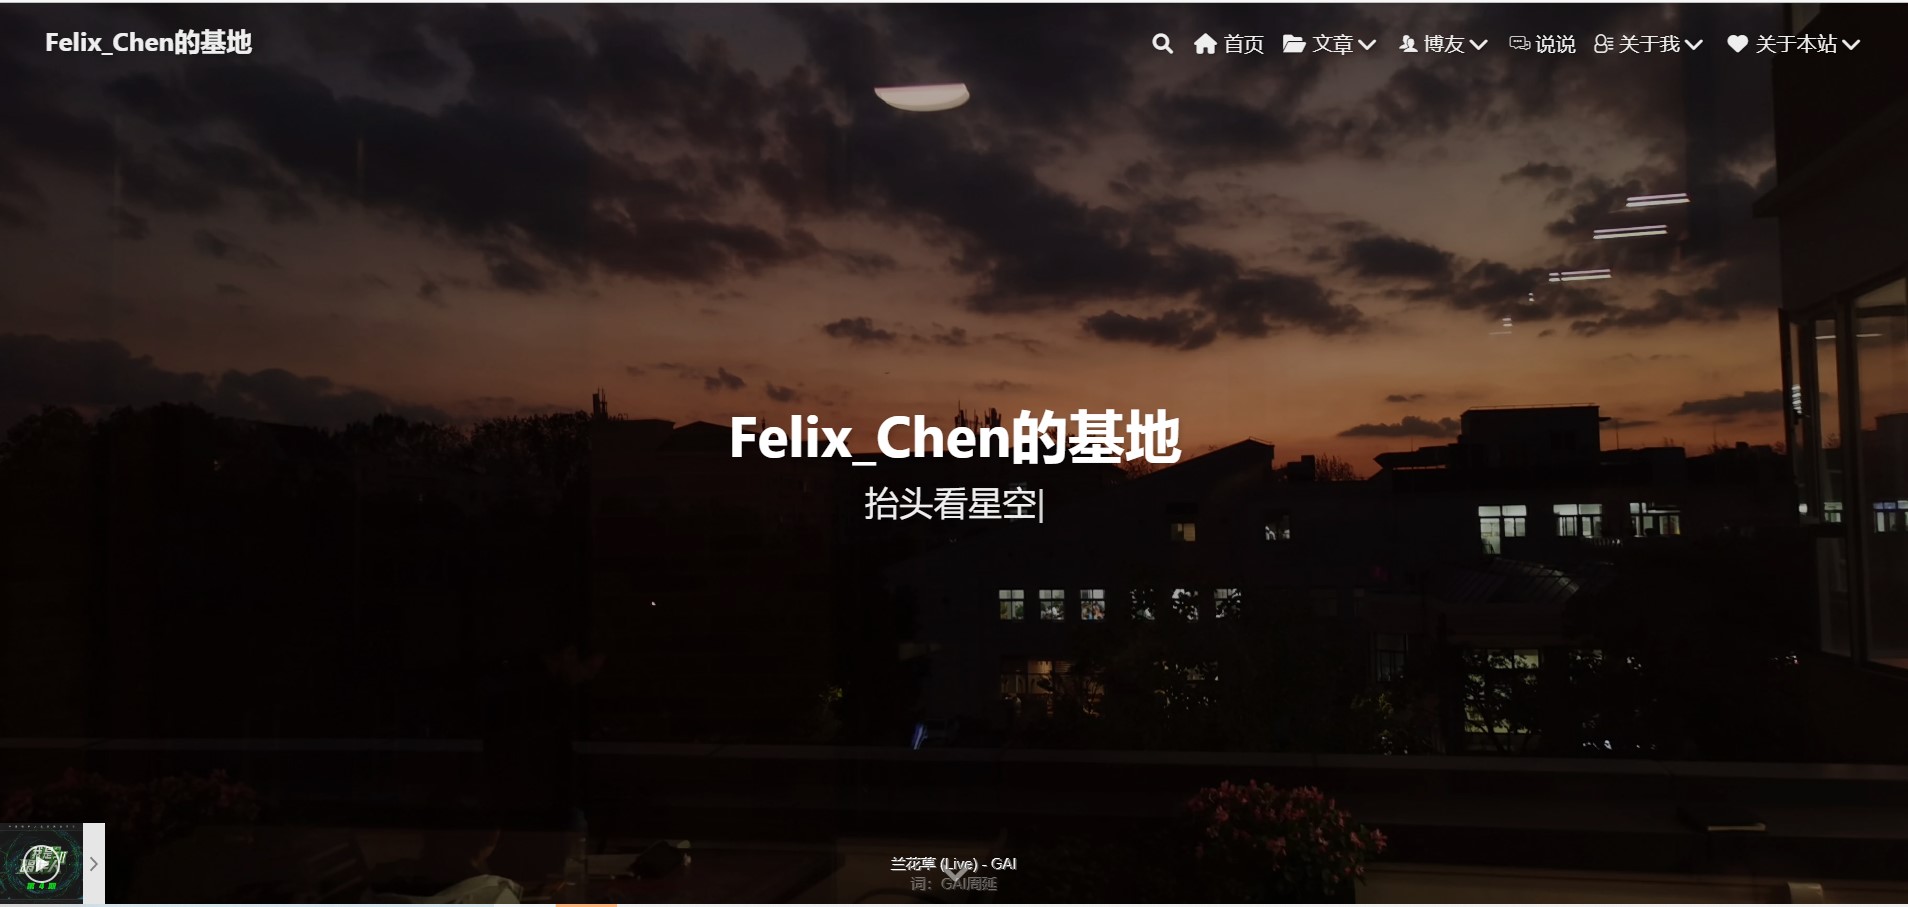 Felix_Chen的基地
首页 文章 博友 说说 关于我 关于本站
Felix_Chen的基地
抬头看星空|
兰花草 (Live) - GAI
词：GAI周延
第4期